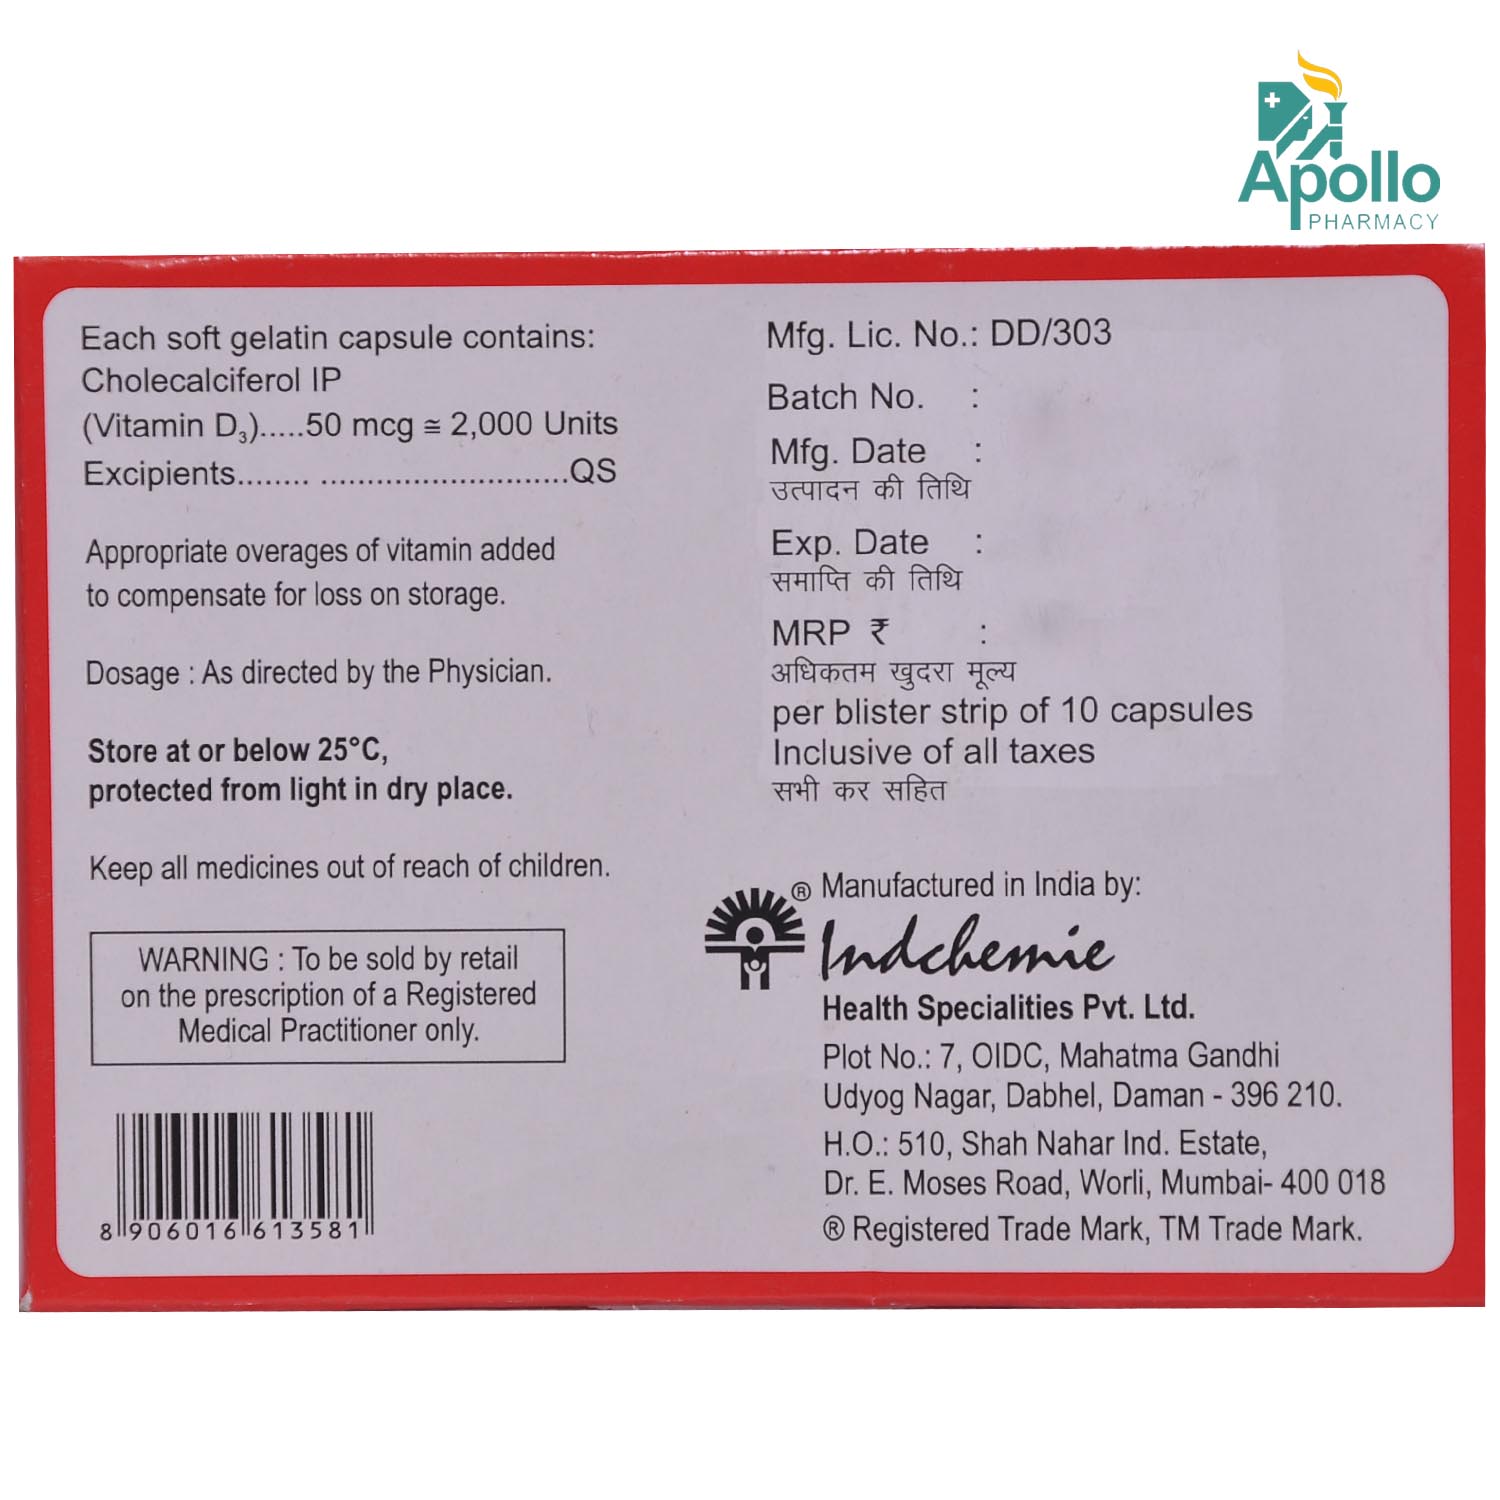 Apollo
PHARMACY
Each soft gelatin capsule contains:
Cholecalciferol IP
(Vitamin D₃).....50 mcg ≅ 2,000 Units
Excipients........ ...........................QS
Appropriate overages of vitamin added
to compensate for loss on storage.
Dosage : As directed by the Physician.
Store at or below 25°C,
protected from light in dry place.
Keep all medicines out of reach of children.
WARNING : To be sold by retail
on the prescription of a Registered
Medical Practitioner only.
8 906016 613581
Mfg. Lic. No.: DD/303
Batch No. :
Mfg. Date :
उत्पादन की तिथि
Exp. Date :
समाप्ति की तिथि
MRP ₹ :
अधिकतम खुदरा मूल्य
per blister strip of 10 capsules
Inclusive of all taxes
सभी कर सहित
® Manufactured in India by:
Indchemie
Health Specialities Pvt. Ltd.
Plot No.: 7, OIDC, Mahatma Gandhi
Udyog Nagar, Dabhel, Daman - 396 210.
H.O.: 510, Shah Nahar Ind. Estate,
Dr. E. Moses Road, Worli, Mumbai- 400 018
® Registered Trade Mark, TM Trade Mark.